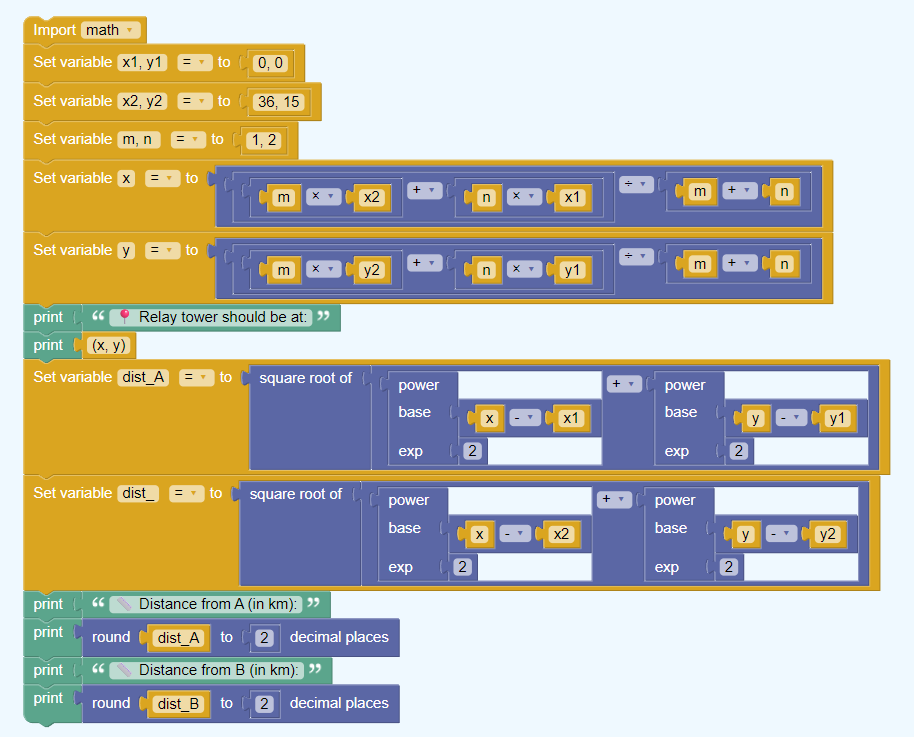 Import math
Set variable x1, y1 = to 0, 0
Set variable x2, y2 = to 36, 15
Set variable m, n = to 1, 2
Set variable x = to m × x2 + n × x1 ÷ m + n
Set variable y = to m × y2 + n × y1 ÷ m + n
print “ 📍 Relay tower should be at: ”
print (x, y)
Set variable dist_A = to square root of power + power
base x - x1 base y - y1
exp 2 exp 2
Set variable dist_ = to square root of power + power
base x - x2 base y - y2
exp 2 exp 2
print “ 📏 Distance from A (in km): ”
print round dist_A to 2 decimal places
print “ 📏 Distance from B (in km): ”
print round dist_B to 2 decimal places